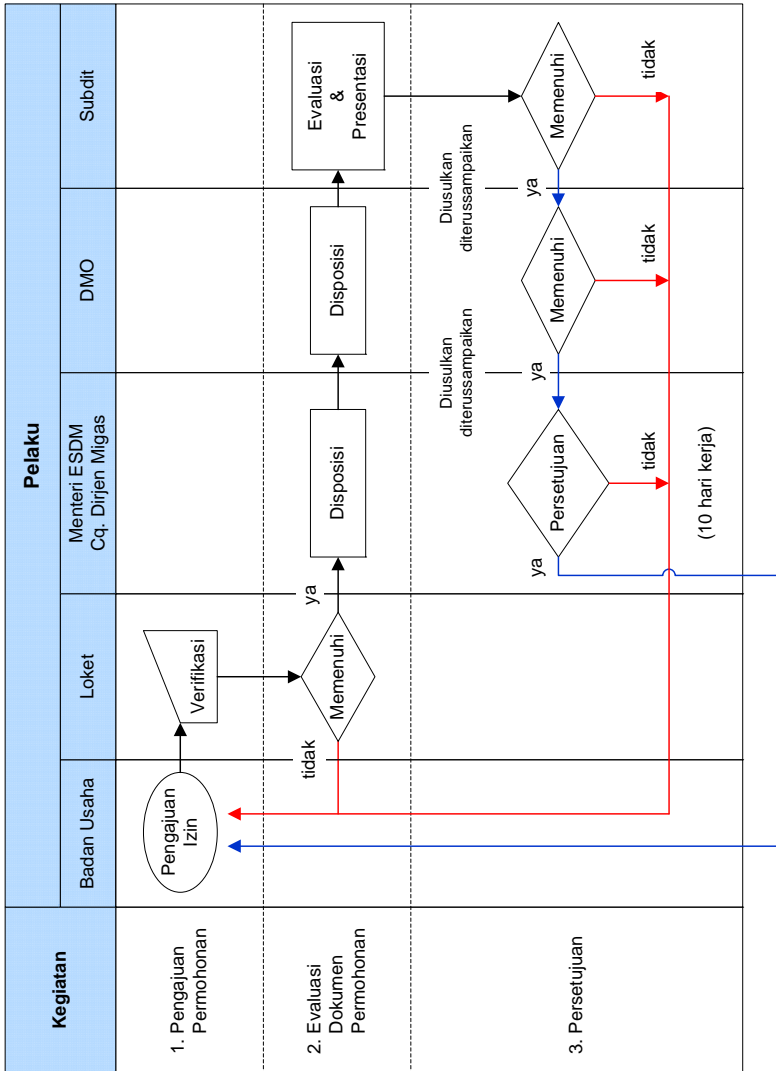 Kegiatan
Pelaku
Badan Usaha
Loket
Menteri ESDM
Cq. Dirjen Migas
DMO
Subdit
1. Pengajuan
Permohonan
Pengajuan
Izin
Verifikasi
2. Evaluasi
Dokumen
Permohonan
tidak
Memenuhi
ya
Disposisi
Disposisi
Evaluasi
&
Presentasi
3. Persetujuan
ya
Persetujuan
tidak
(10 hari kerja)
Diusulkan
diterussampaikan
ya
Memenuhi
tidak
Diusulkan
diterussampaikan
ya
Memenuhi
tidak